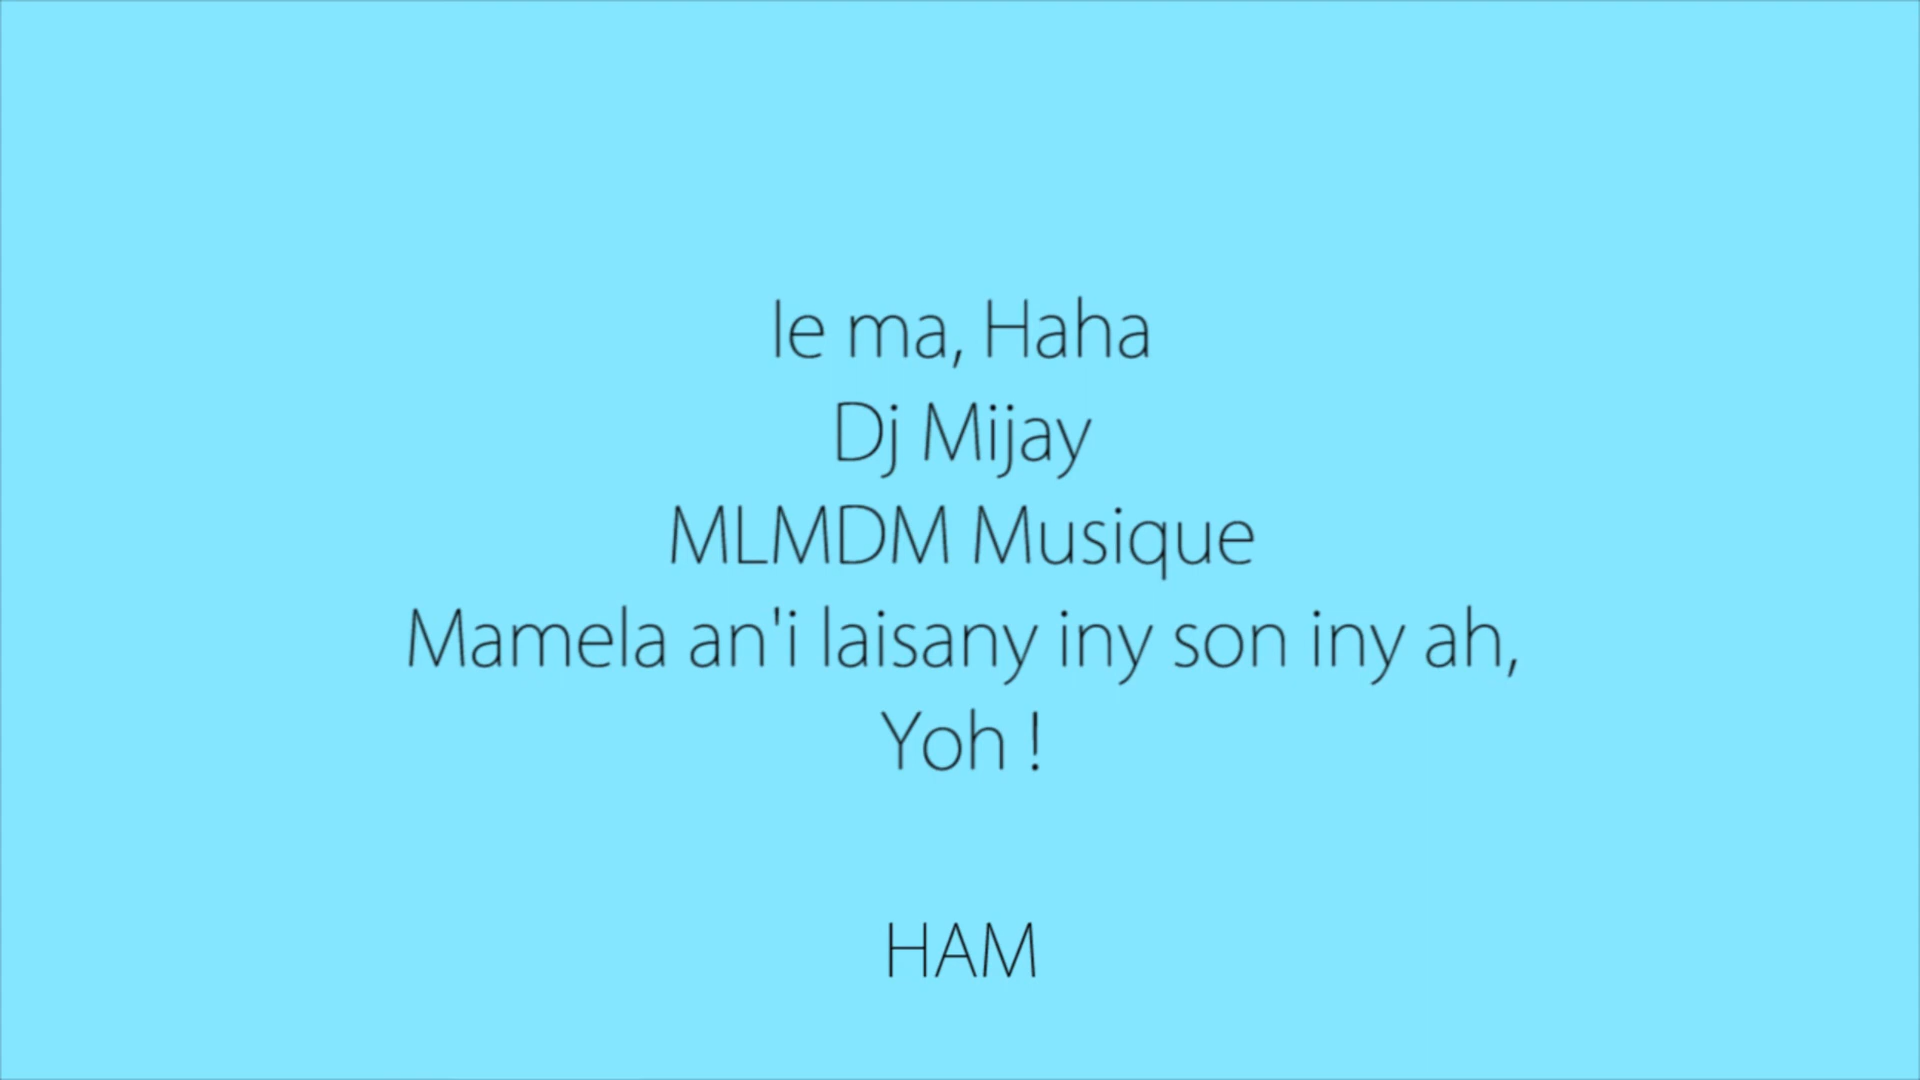 Ie ma, Haha
Dj Mijay
MLMDM Musique
Mamela an'i laisany iny son iny ah,
Yoh !
HAM